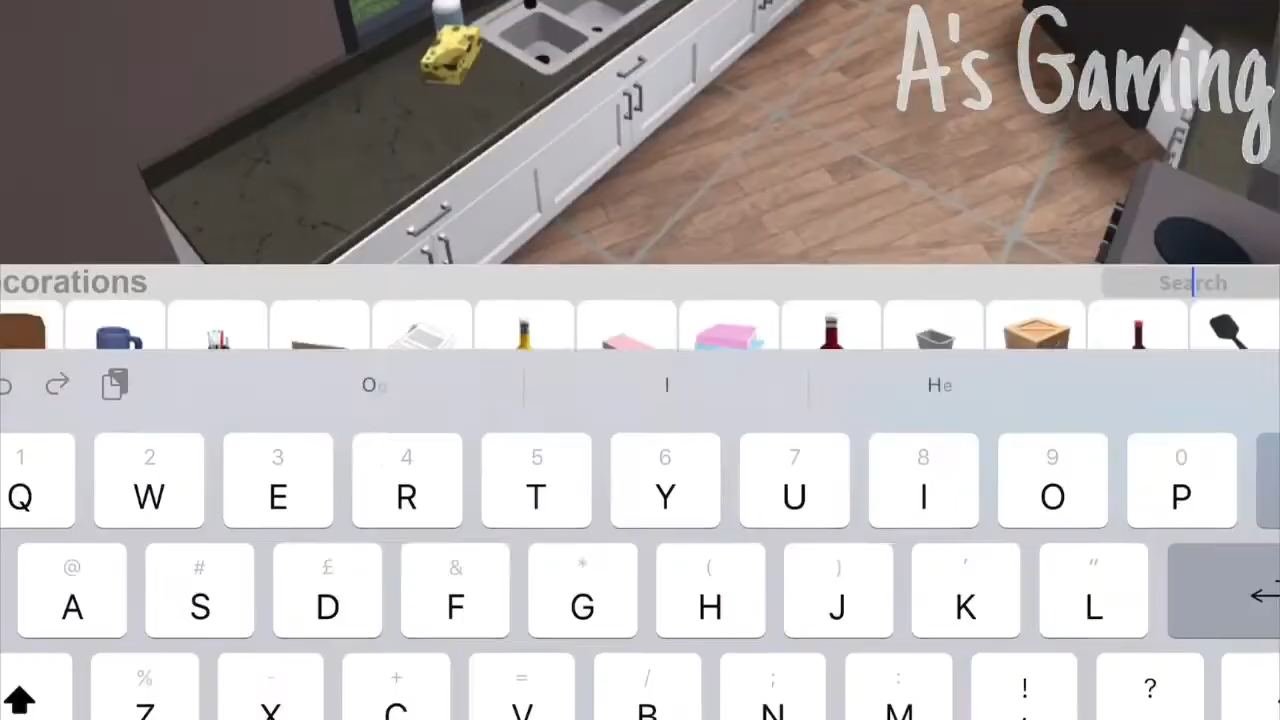 A's Gaming
corations
Search
Og I He
1 2 3 4 5 6 7 8 9 0
Q W E R T Y U I O P
@ # £ & * ( ) ' "
A S D F G H J K L
% - + = / ; :
Z X C V B N M ! ?